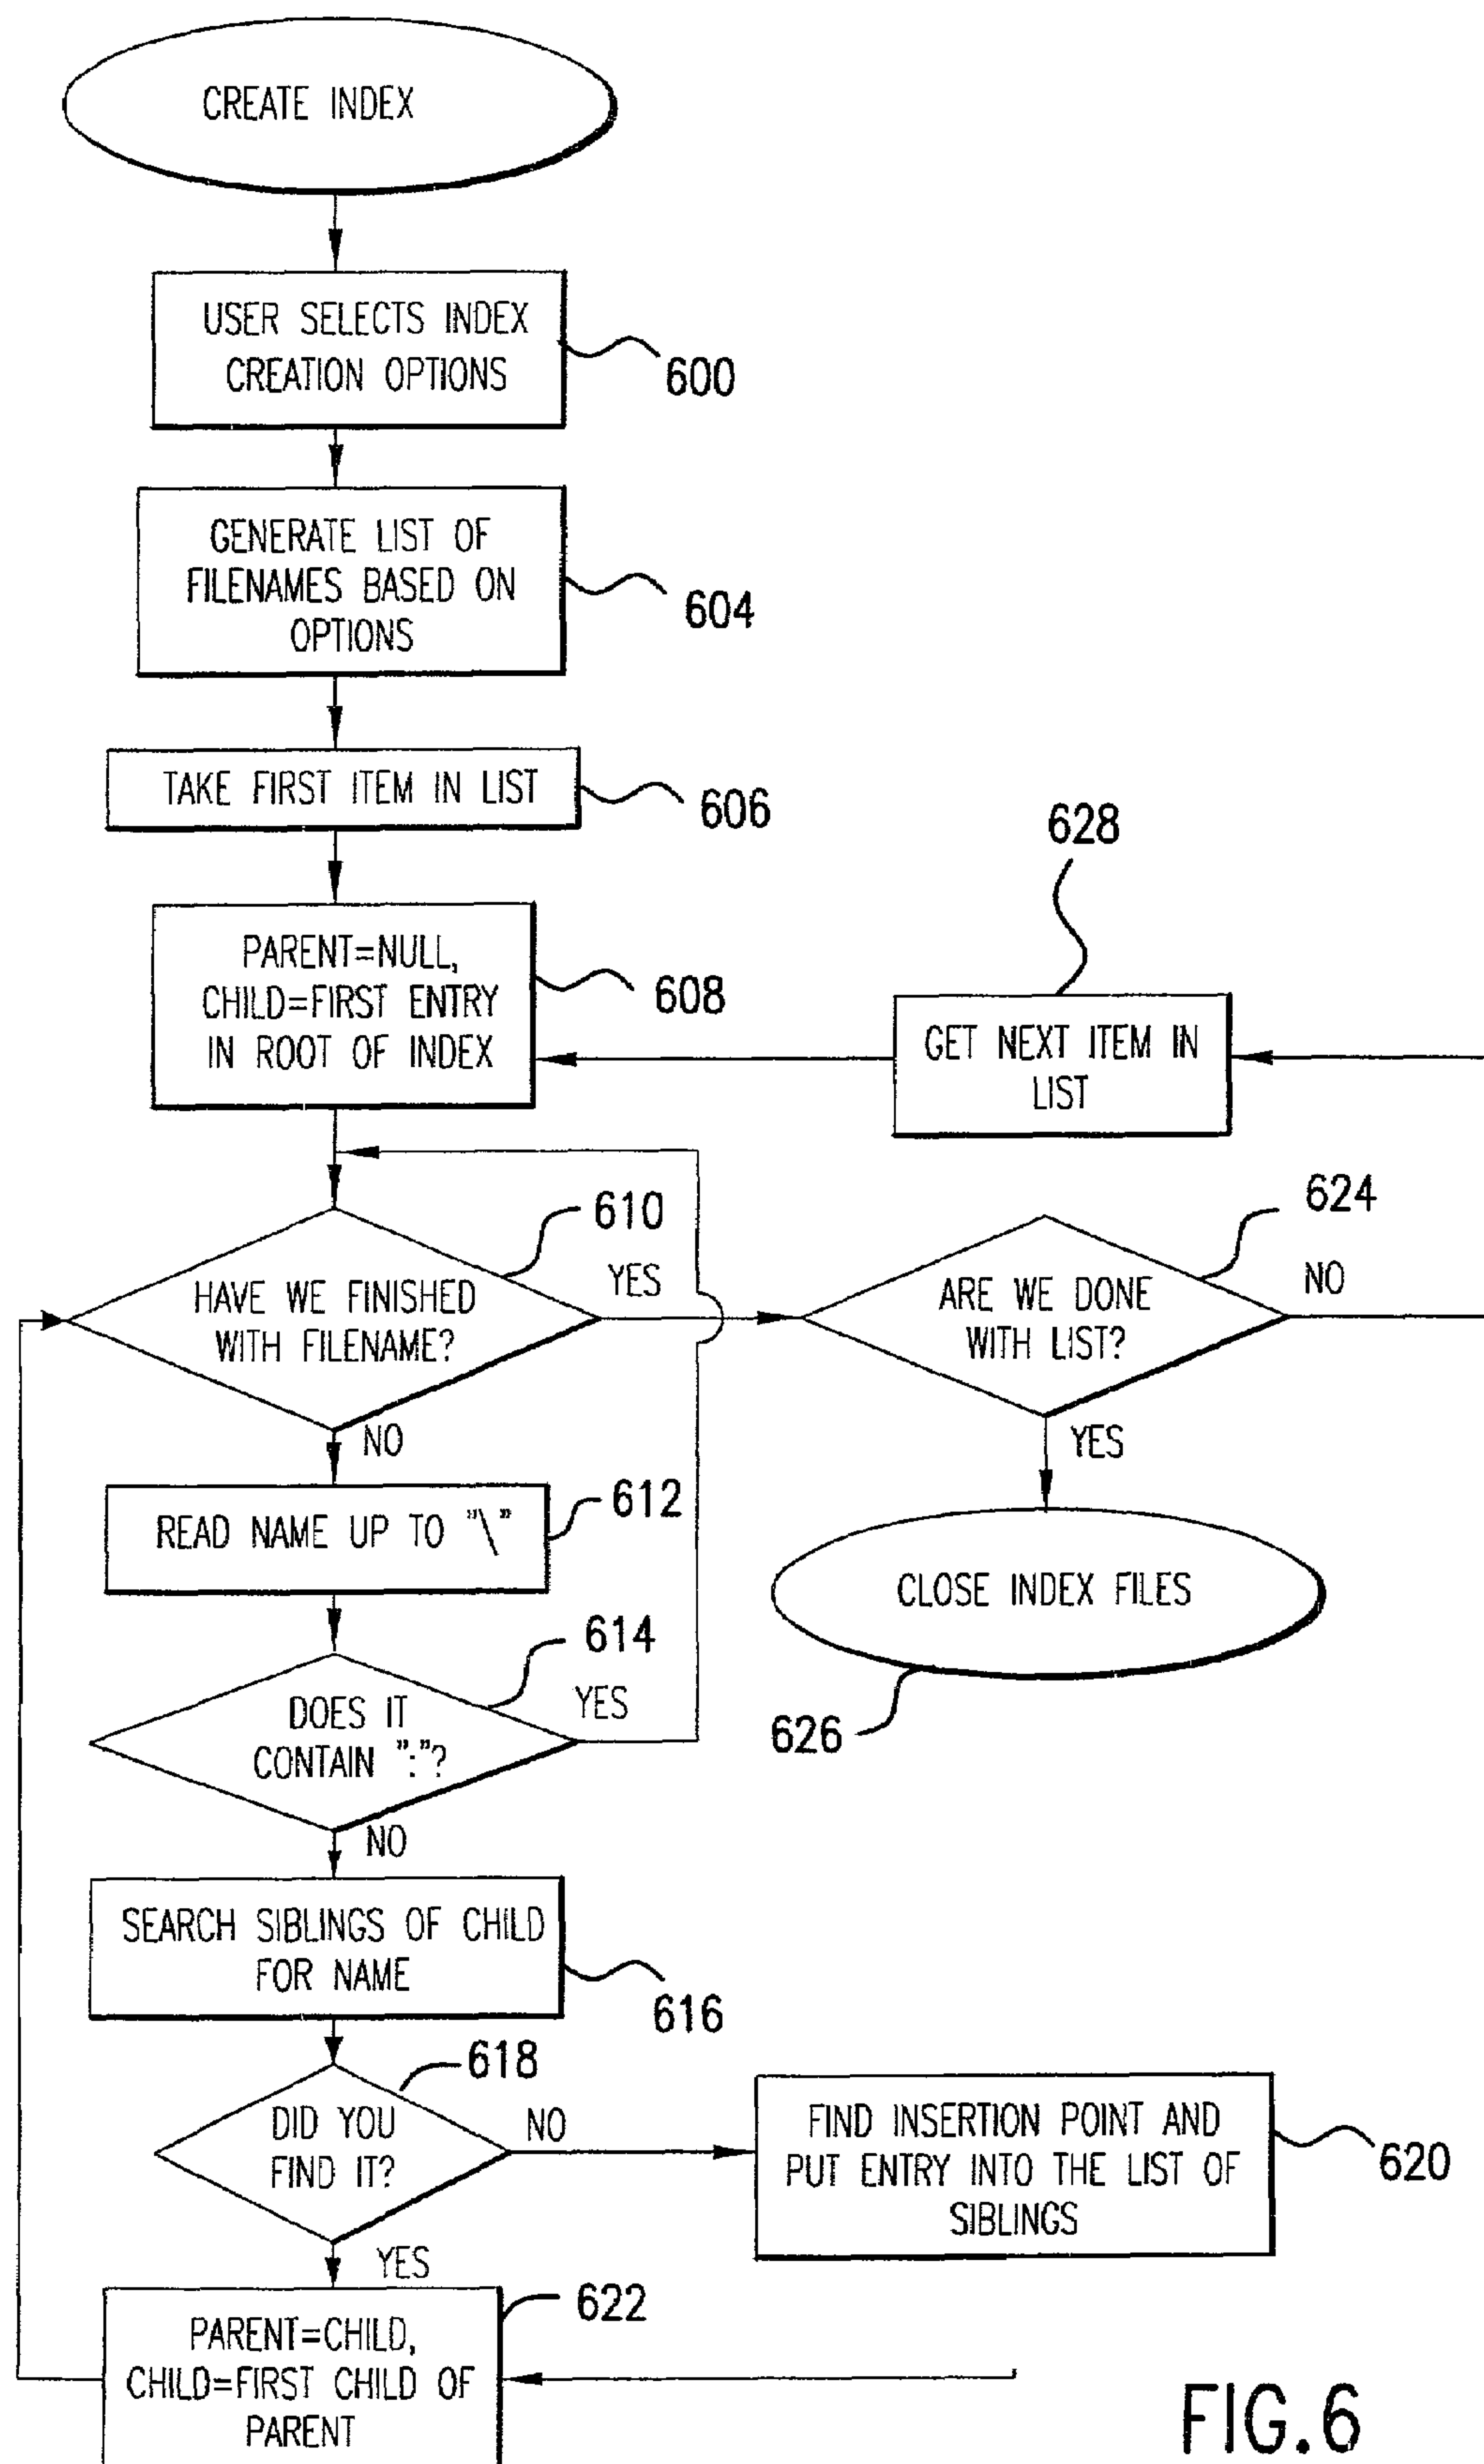 CREATE INDEX
USER SELECTS INDEX
CREATION OPTIONS
600
GENERATE LIST OF
FILENAMES BASED ON
OPTIONS
604
TAKE FIRST ITEM IN LIST
606
PARENT=NULL,
CHILD=FIRST ENTRY
IN ROOT OF INDEX
608
628
GET NEXT ITEM IN
LIST
610
HAVE WE FINISHED
WITH FILENAME?
YES
NO
624
ARE WE DONE
WITH LIST?
NO
YES
READ NAME UP TO "\"
612
CLOSE INDEX FILES
626
614
DOES IT
CONTAIN ":"?
YES
NO
SEARCH SIBLINGS OF CHILD
FOR NAME
616
618
DID YOU
FIND IT?
NO
YES
FIND INSERTION POINT AND
PUT ENTRY INTO THE LIST OF
SIBLINGS
620
622
PARENT=CHILD,
CHILD=FIRST CHILD OF
PARENT
FIG.6